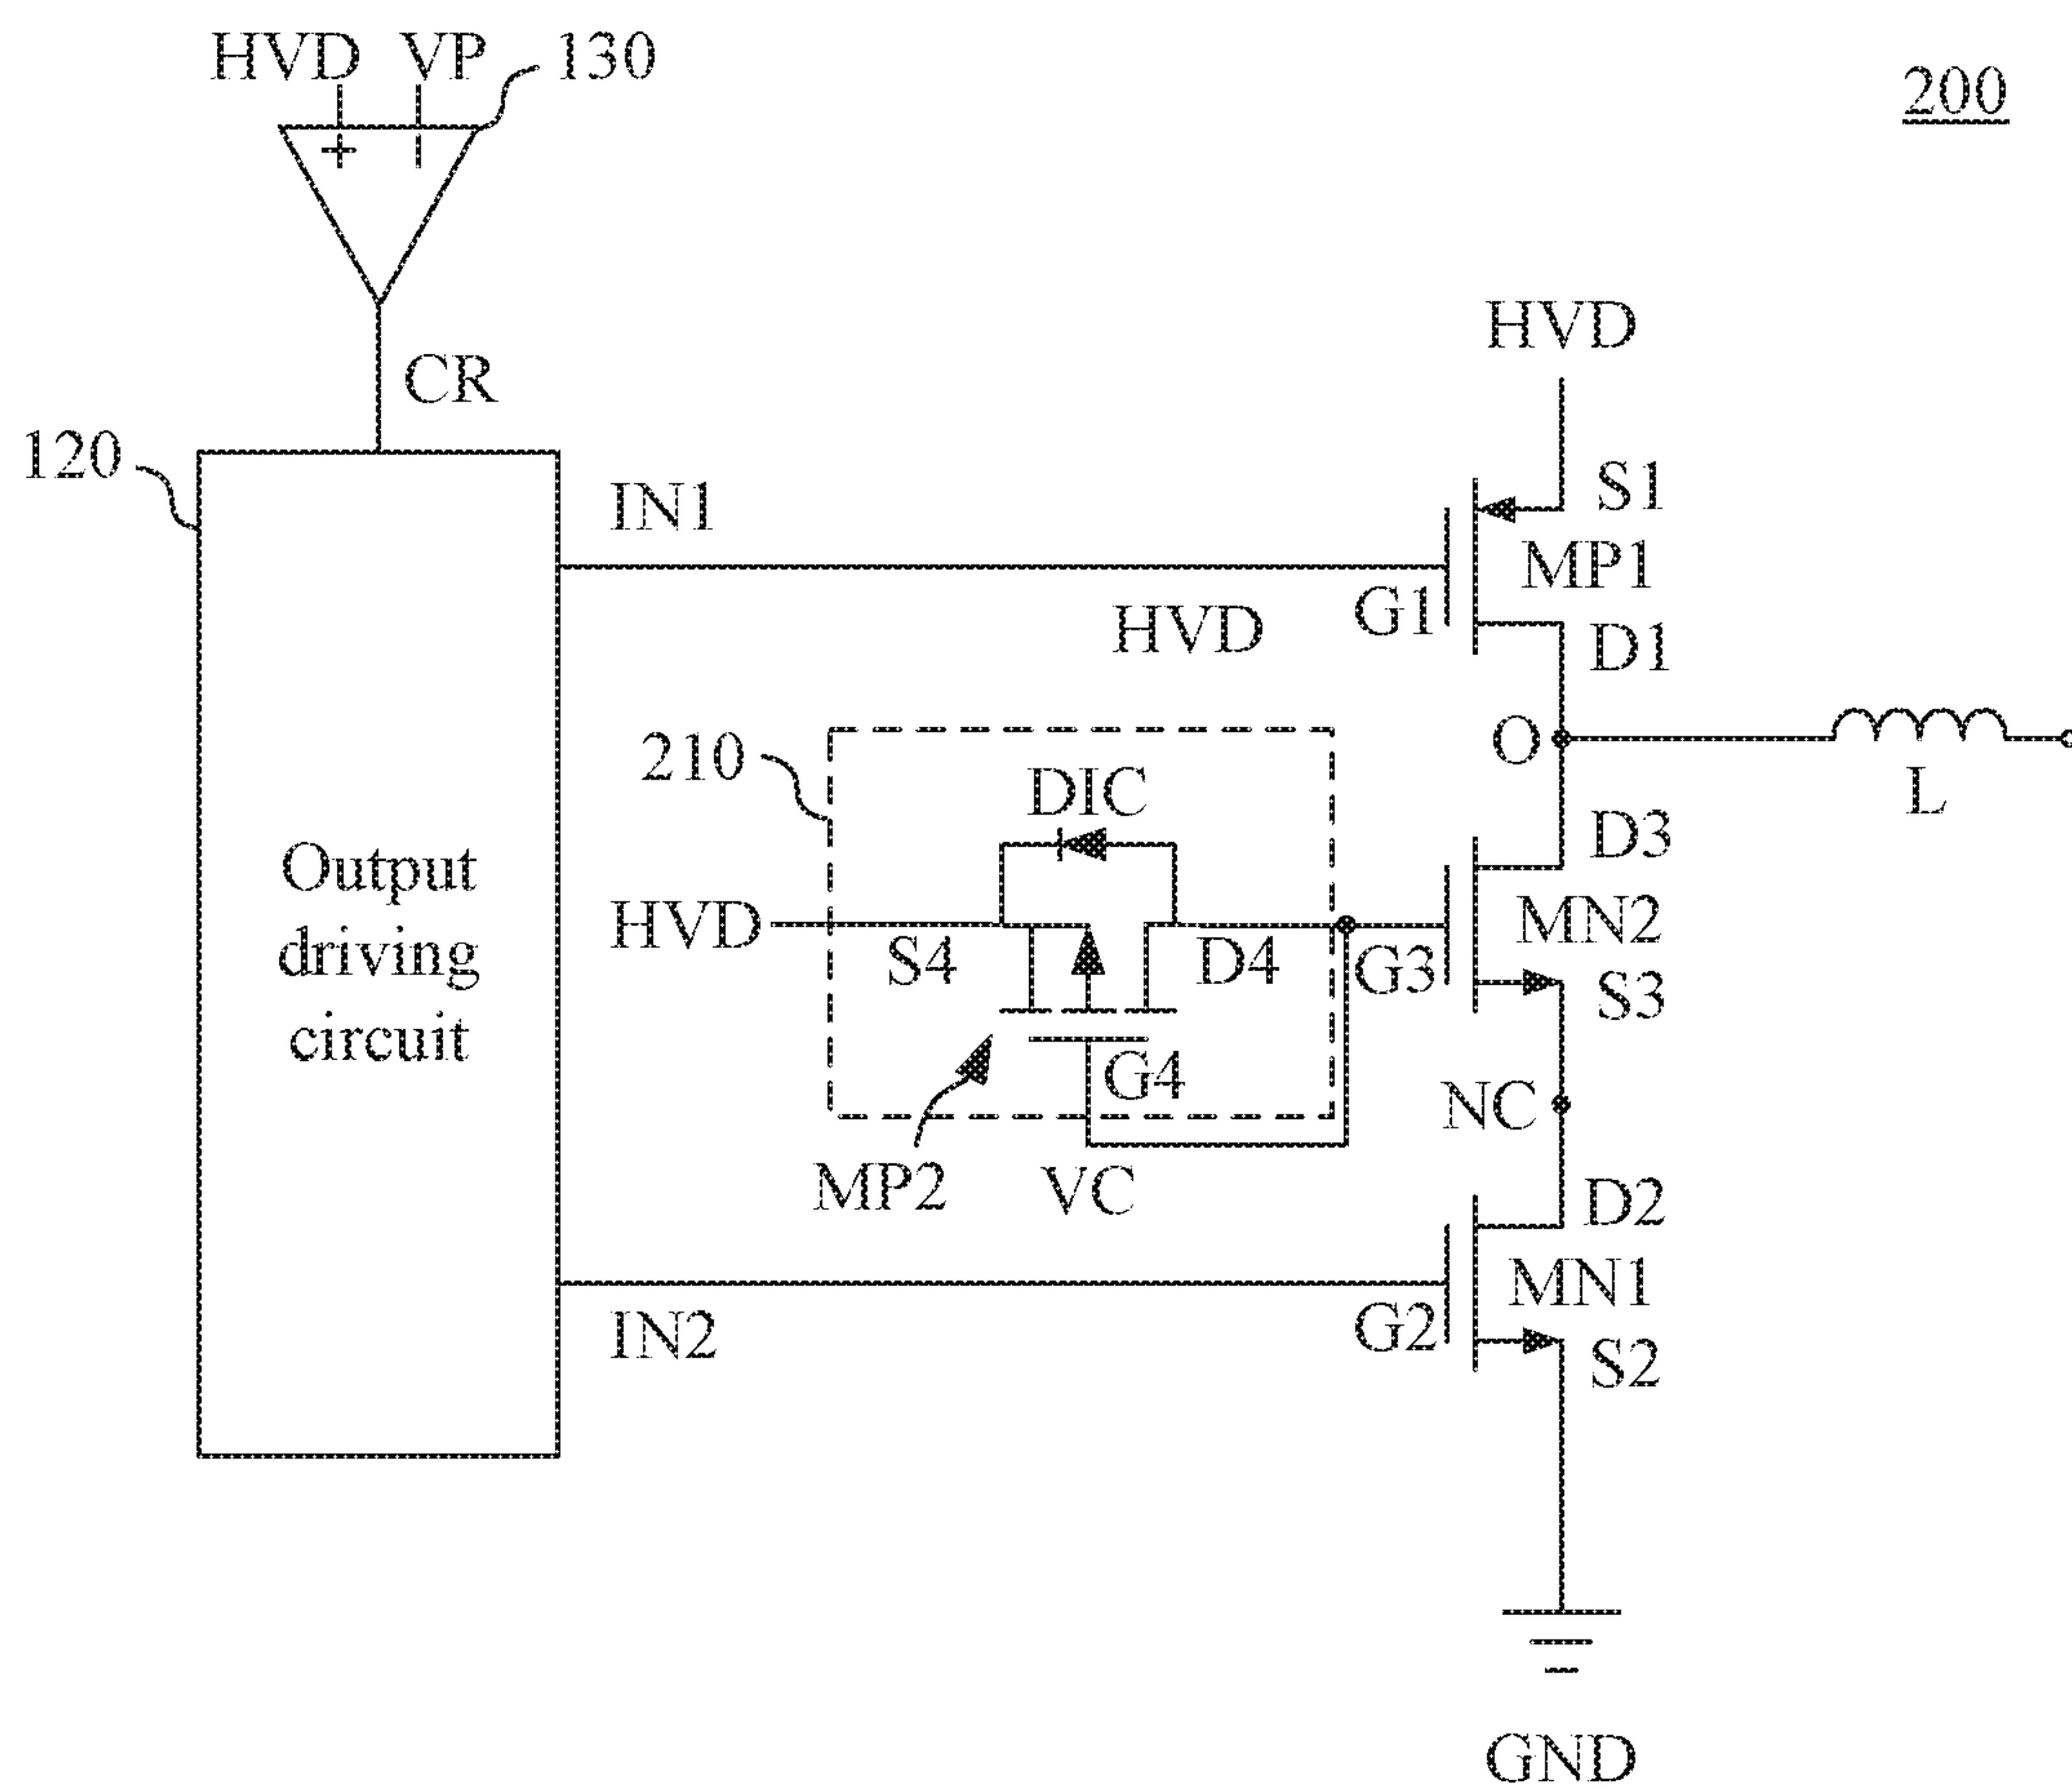 HVD VP 130
200
+ −
CR
HVD
120
IN1
S1
MP1
G1
HVD
D1
210
O
L
DIC
D3
Output
driving
circuit
HVD
S4
D4
G3
MN2
S3
G4
NC
MP2
VC
D2
MN1
IN2
G2
S2
GND